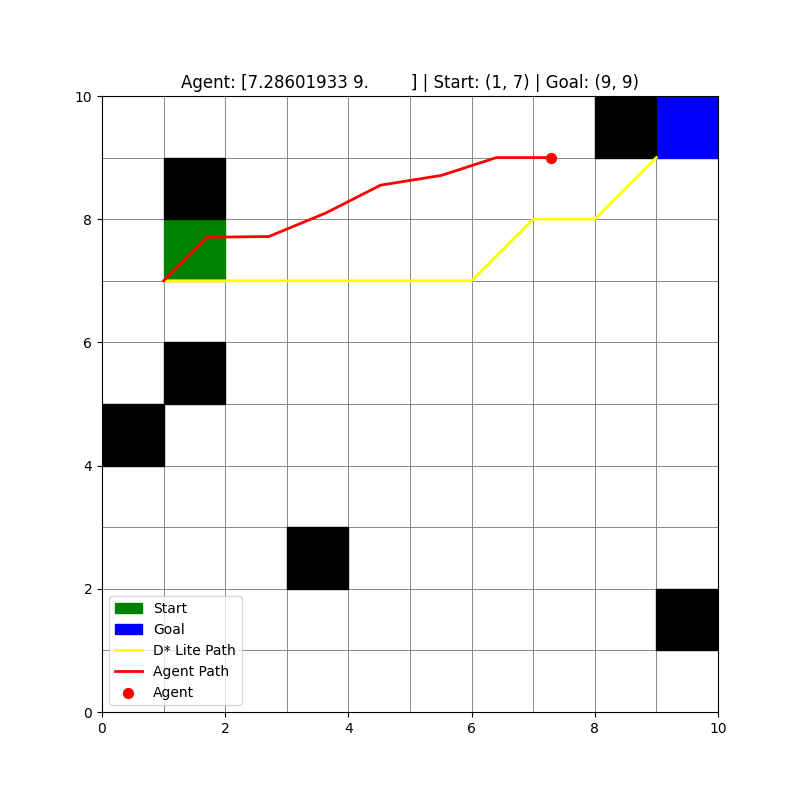 Agent: [7.28601933 9.        ] | Start: (1, 7) | Goal: (9, 9)
10
8
6
4
2
0
Start
Goal
D* Lite Path
Agent Path
Agent
0 2 4 6 8 10